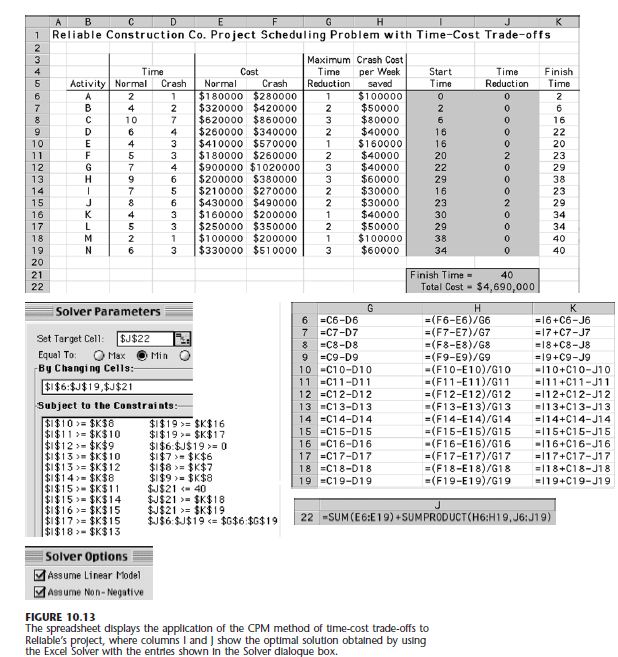 A B C D E F G H I J K
1 Reliable Construction Co. Project Scheduling Problem with Time-Cost Trade-offs
2
3 Maximum Crash Cost
4 Time Cost Time per Week Start Time Finish
5 Activity Normal Crash Normal Crash Reduction saved Time Reduction Time
6 A 2 1 $180000 $280000 1 $100000 0 0 2
7 B 4 2 $320000 $420000 2 $50000 2 0 6
8 C 10 7 $620000 $860000 3 $80000 6 0 16
9 D 6 4 $260000 $340000 2 $40000 16 0 22
10 E 4 3 $410000 $570000 1 $160000 16 0 20
11 F 5 3 $180000 $260000 2 $40000 20 2 23
12 G 7 4 $900000 $1020000 3 $40000 22 0 29
13 H 9 6 $200000 $380000 3 $60000 29 0 38
14 I 7 5 $210000 $270000 2 $30000 16 0 23
15 J 8 6 $430000 $490000 2 $30000 23 2 29
16 K 4 3 $160000 $200000 1 $40000 30 0 34
17 L 5 3 $250000 $350000 2 $50000 29 0 34
18 M 2 1 $100000 $200000 1 $100000 38 0 40
19 N 6 3 $330000 $510000 3 $60000 34 0 40
20
21 Finish Time = 40
22 Total Cost = $4,690,000
Solver Parameters
Set Target Cell: $J$22
Equal To: Max Min
By Changing Cells:
$I$6:$J$19,$J$21
Subject to the Constraints:
$I$10 >= $K$8 $I$19 >= $K$16
$I$11 >= $K$10 $I$19 >= $K$17
$I$12 >= $K$9 $I$6:$J$19 >= 0
$I$13 >= $K$10 $I$7 >= $K$6
$I$13 >= $K$12 $I$8 >= $K$7
$I$14 >= $K$8 $I$9 >= $K$8
$I$15 >= $K$11 $J$21 <= 40
$I$15 >= $K$14 $J$21 >= $K$18
$I$16 >= $K$15 $J$21 >= $K$19
$I$17 >= $K$15 $J$6:$J$19 <= $G$6:$G$19
$I$18 >= $K$13
Solver Options
Assume Linear Model
Assume Non-Negative
G H K
6 =C6-D6 =(F6-E6)/G6 =I6+C6-J6
7 =C7-D7 =(F7-E7)/G7 =I7+C7-J7
8 =C8-D8 =(F8-E8)/G8 =I8+C8-J8
9 =C9-D9 =(F9-E9)/G9 =I9+C9-J9
10 =C10-D10 =(F10-E10)/G10 =I10+C10-J10
11 =C11-D11 =(F11-E11)/G11 =I11+C11-J11
12 =C12-D12 =(F12-E12)/G12 =I12+C12-J12
13 =C13-D13 =(F13-E13)/G13 =I13+C13-J13
14 =C14-D14 =(F14-E14)/G14 =I14+C14-J14
15 =C15-D15 =(F15-E15)/G15 =I15+C15-J15
16 =C16-D16 =(F16-E16)/G16 =I16+C16-J16
17 =C17-D17 =(F17-E17)/G17 =I17+C17-J17
18 =C18-D18 =(F18-E18)/G18 =I18+C18-J18
19 =C19-D19 =(F19-E19)/G19 =I19+C19-J19
J
22 =SUM(E6:E19)+SUMPRODUCT(H6:H19,J6:J19)
FIGURE 10.13
The spreadsheet displays the application of the CPM method of time-cost trade-offs to
Reliable's project, where columns I and J show the optimal solution obtained by using
the Excel Solver with the entries shown in the Solver dialogue box.